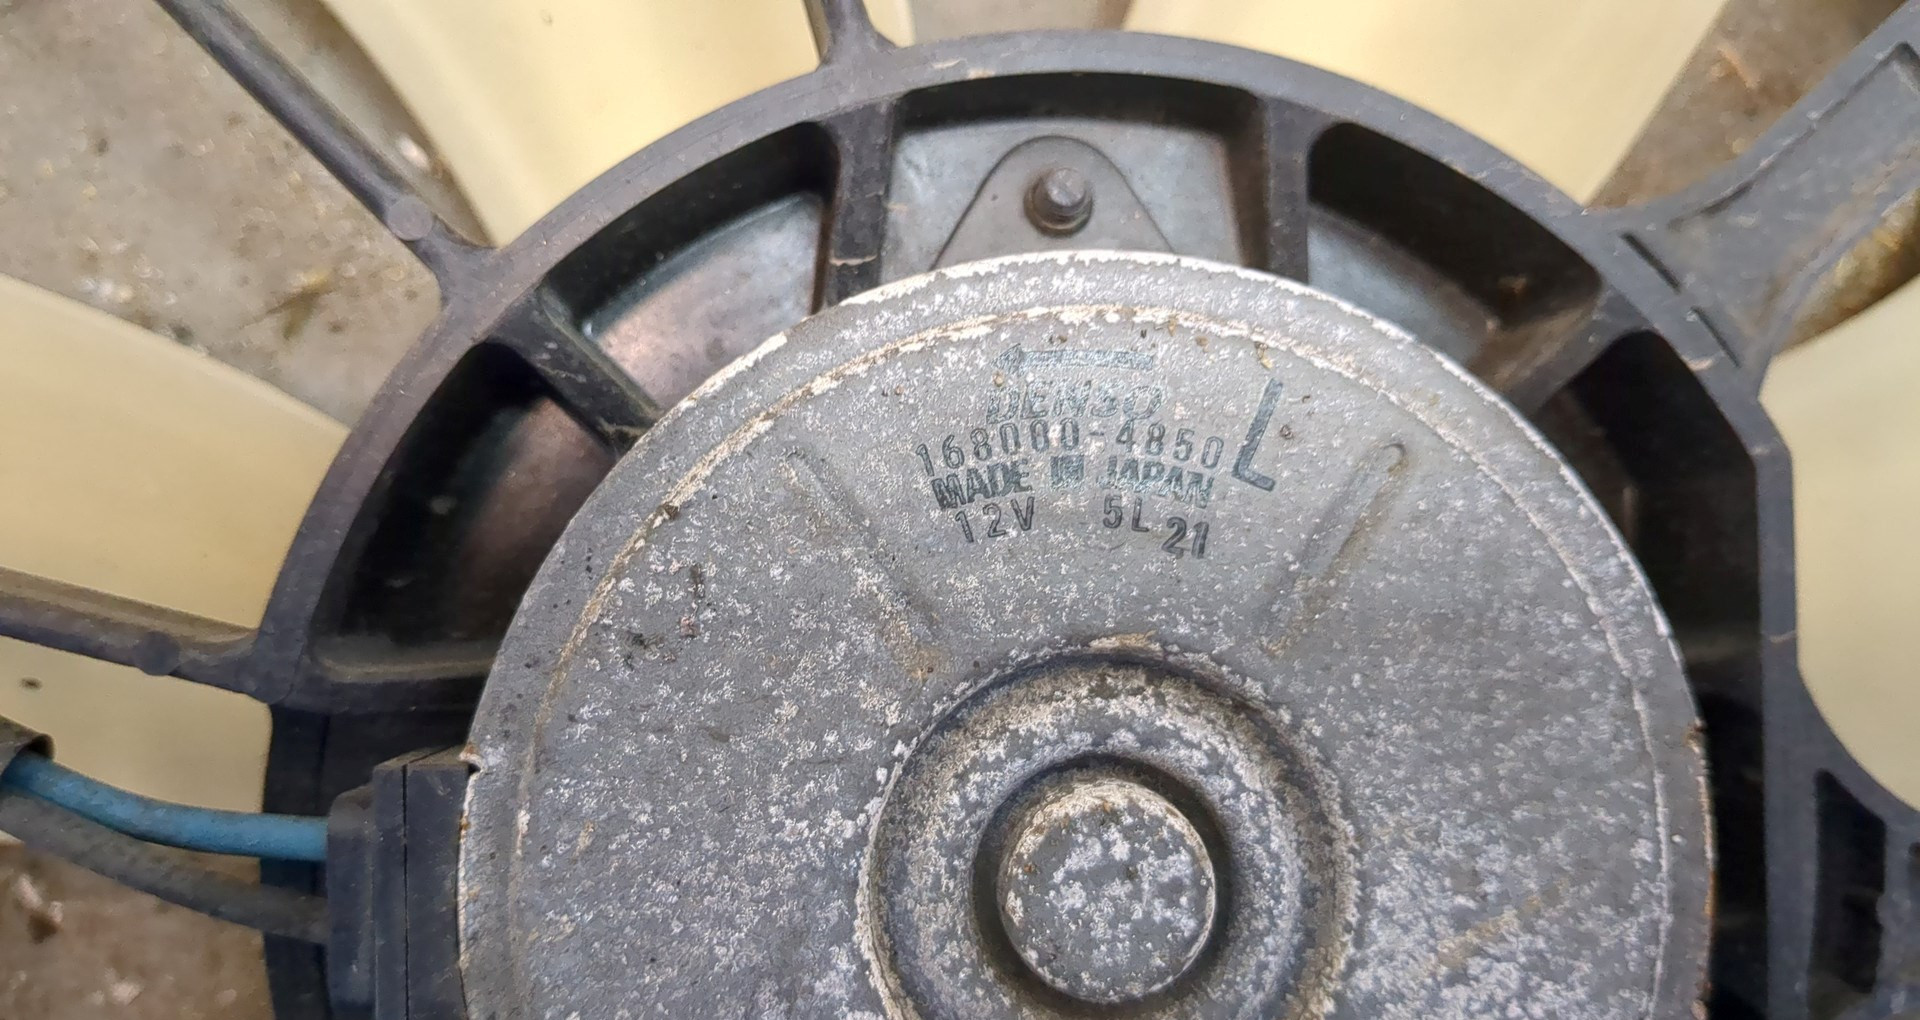 DENSO
168000-4850 L
MADE IN JAPAN
12V 5L 21